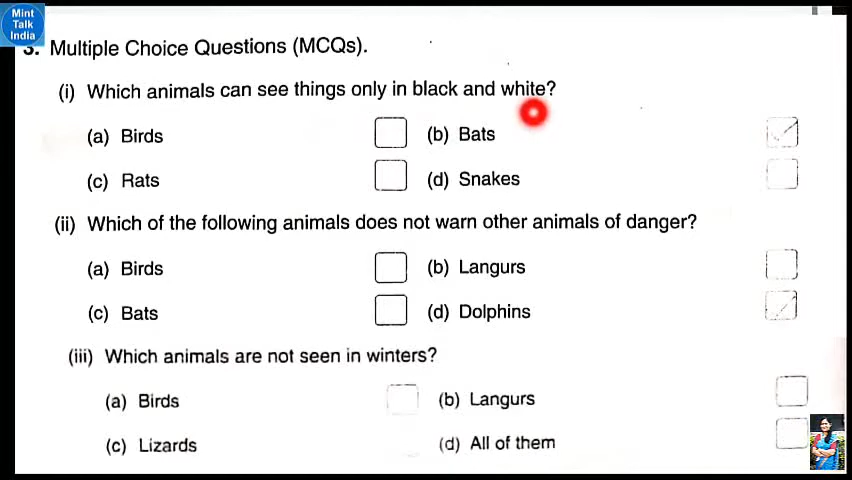 Mint
Talk
India
3. Multiple Choice Questions (MCQs).
(i) Which animals can see things only in black and white?
(a) Birds (b) Bats
(c) Rats (d) Snakes
(ii) Which of the following animals does not warn other animals of danger?
(a) Birds (b) Langurs
(c) Bats (d) Dolphins
(iii) Which animals are not seen in winters?
(a) Birds (b) Langurs
(c) Lizards (d) All of them